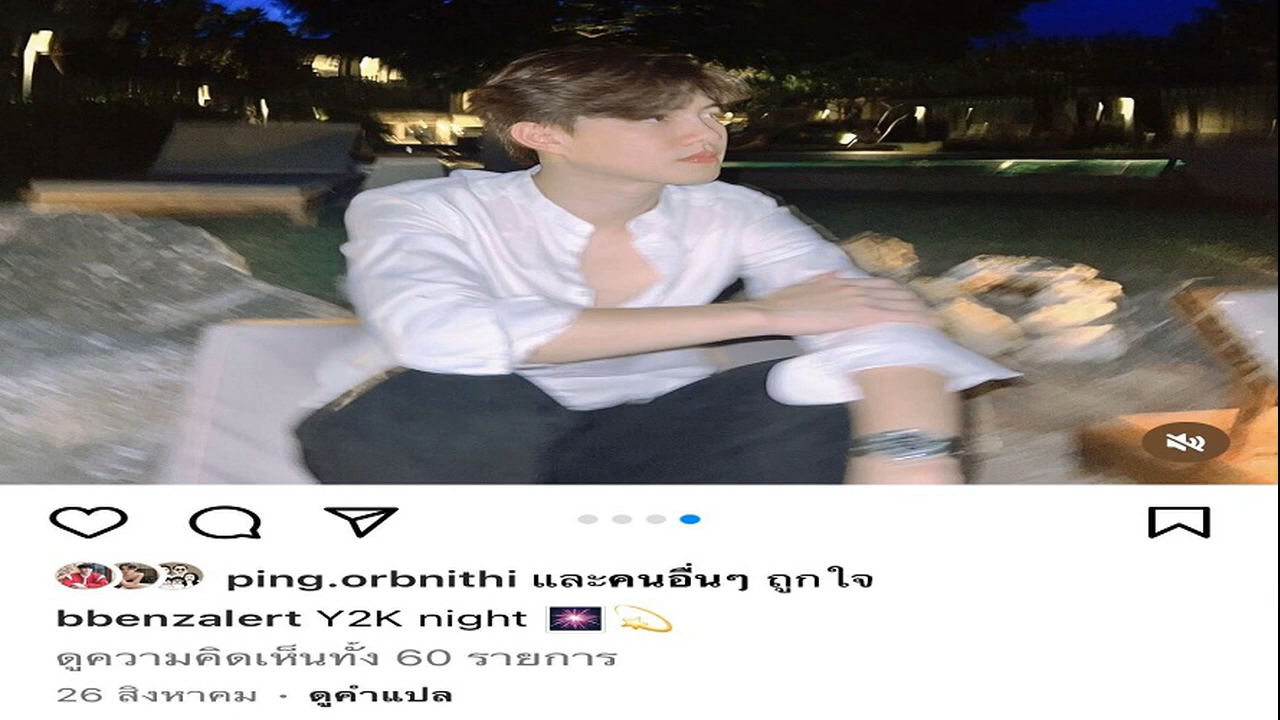 ping.orbnithi และคนอื่นๆ ถูกใจ
bbenzalert Y2K night 🎆 💫
ดูความคิดเห็นทั้ง 60 รายการ
26 สิงหาคม · ดูคำแปล